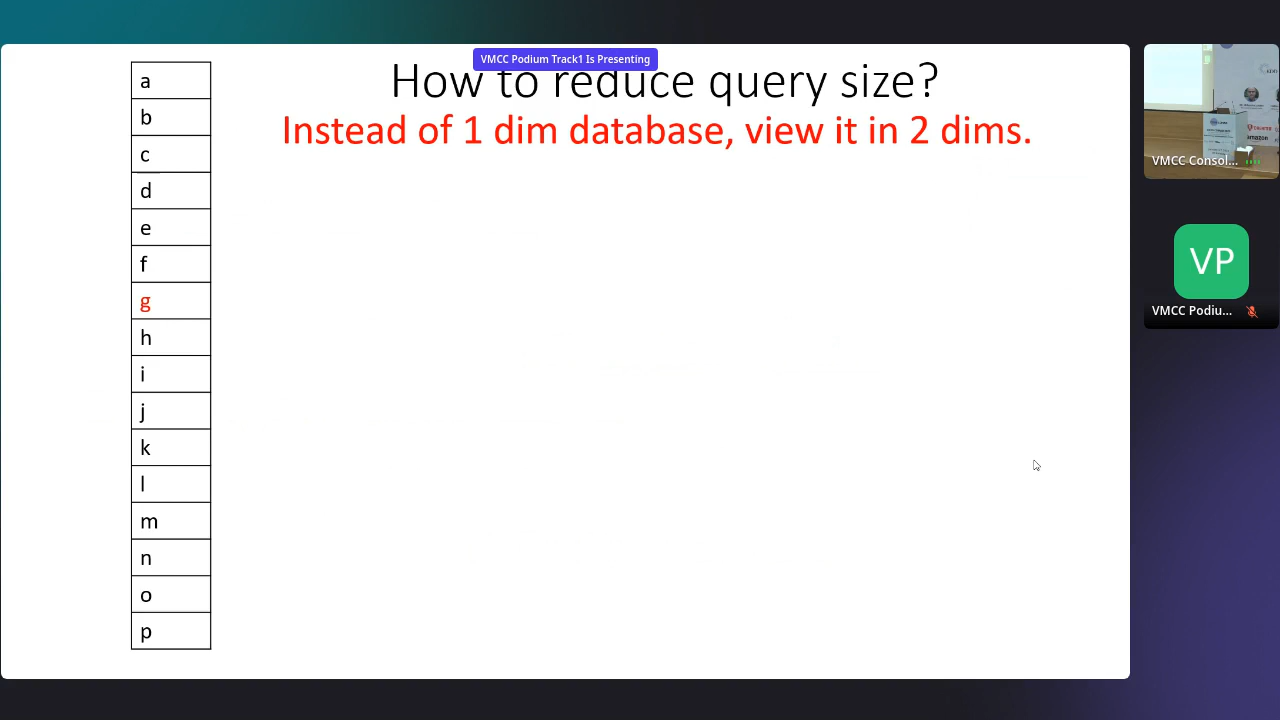 VMCC Podium Track1 Is Presenting
How to reduce query size?
Instead of 1 dim database, view it in 2 dims.
a
b
c
d
e
f
g
h
i
j
k
l
m
n
o
p
VMCC Consol...
VP
VMCC Podiu...